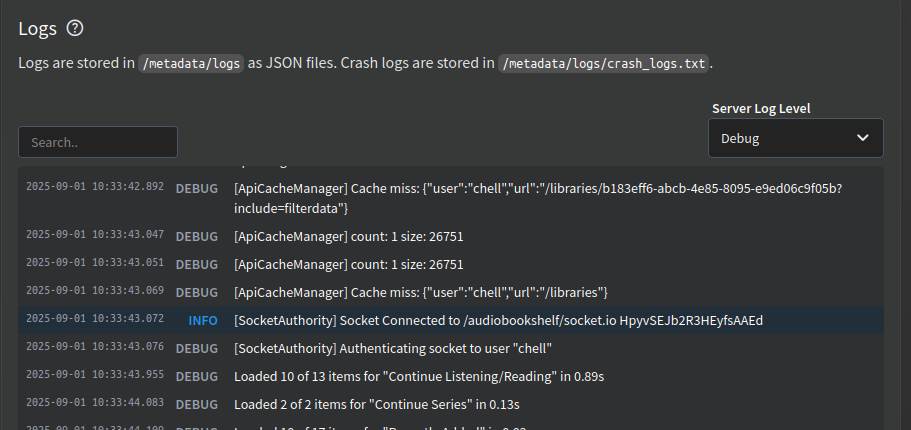 Logs
Logs are stored in /metadata/logs as JSON files. Crash logs are stored in /metadata/logs/crash_logs.txt.
Server Log Level
Search..
Debug
2025-09-01 10:33:42.892 DEBUG [ApiCacheManager] Cache miss: {"user":"chell","url":"/libraries/b183eff6-abcb-4e85-8095-e9ed06c9f05b?
include=filterdata"}
2025-09-01 10:33:43.047 DEBUG [ApiCacheManager] count: 1 size: 26751
2025-09-01 10:33:43.051 DEBUG [ApiCacheManager] count: 1 size: 26751
2025-09-01 10:33:43.069 DEBUG [ApiCacheManager] Cache miss: {"user":"chell","url":"/libraries"}
2025-09-01 10:33:43.072 INFO [SocketAuthority] Socket Connected to /audiobookshelf/socket.io HpyvSEJb2R3HEyfsAAEd
2025-09-01 10:33:43.076 DEBUG [SocketAuthority] Authenticating socket to user "chell"
2025-09-01 10:33:43.955 DEBUG Loaded 10 of 13 items for "Continue Listening/Reading" in 0.89s
2025-09-01 10:33:44.083 DEBUG Loaded 2 of 2 items for "Continue Series" in 0.13s